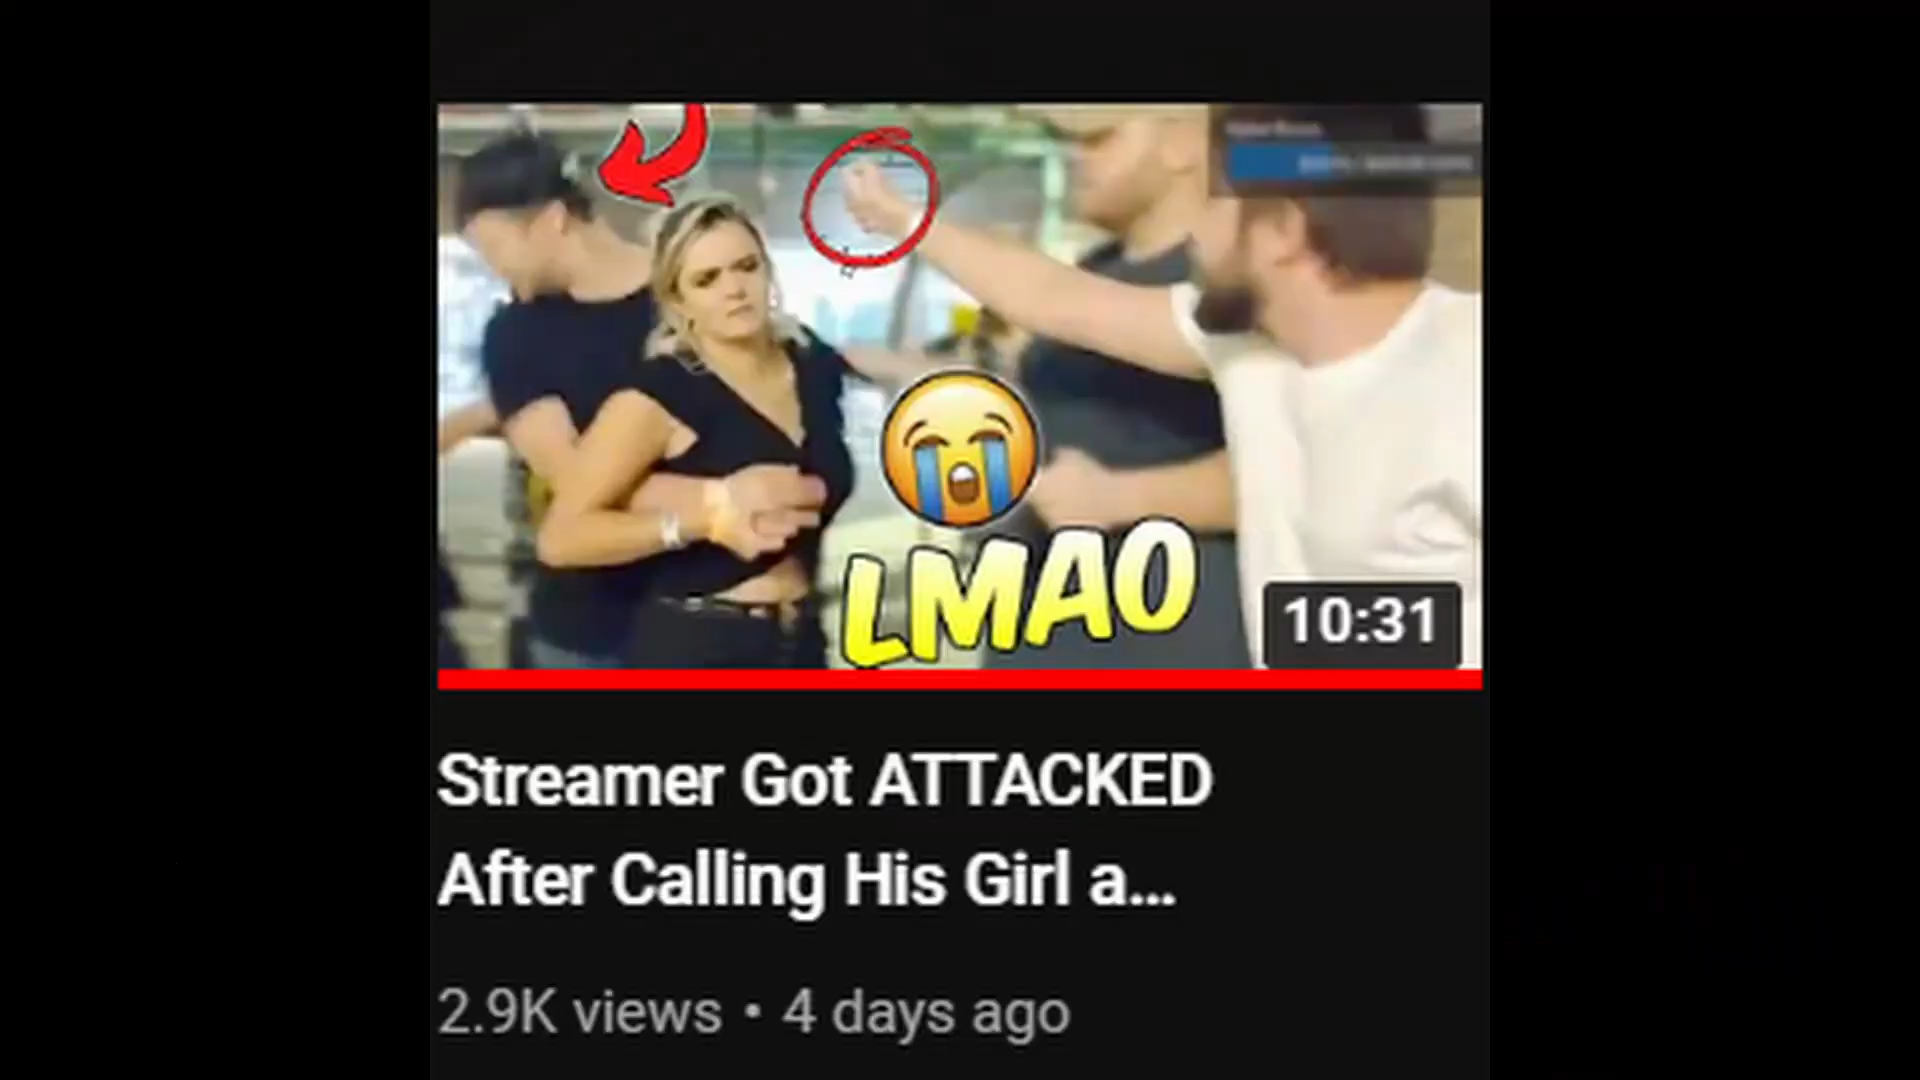 LMAO
10:31
Streamer Got ATTACKED
After Calling His Girl a...
2.9K views • 4 days ago